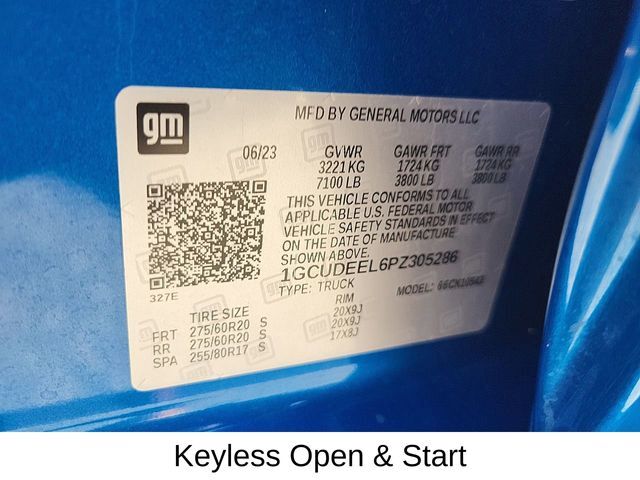 gm
MFD BY GENERAL MOTORS LLC
06/23 GVWR GAWR FRT GAWR RR
3221 KG 1724 KG 1724 KG
7100 LB 3800 LB 3800 LB
THIS VEHICLE CONFORMS TO ALL
APPLICABLE U.S. FEDERAL MOTOR
VEHICLE SAFETY STANDARDS IN EFFECT
ON THE DATE OF MANUFACTURE
SHOWN ABOVE.
1GCUDEEL6PZ305286
327E
TYPE: TRUCK MODEL:
TIRE SIZE RIM
FRT 275/60R20 S 20X9J
RR 275/60R20 S 20X9J
SPA 255/80R17 S 17X8J
Keyless Open & Start